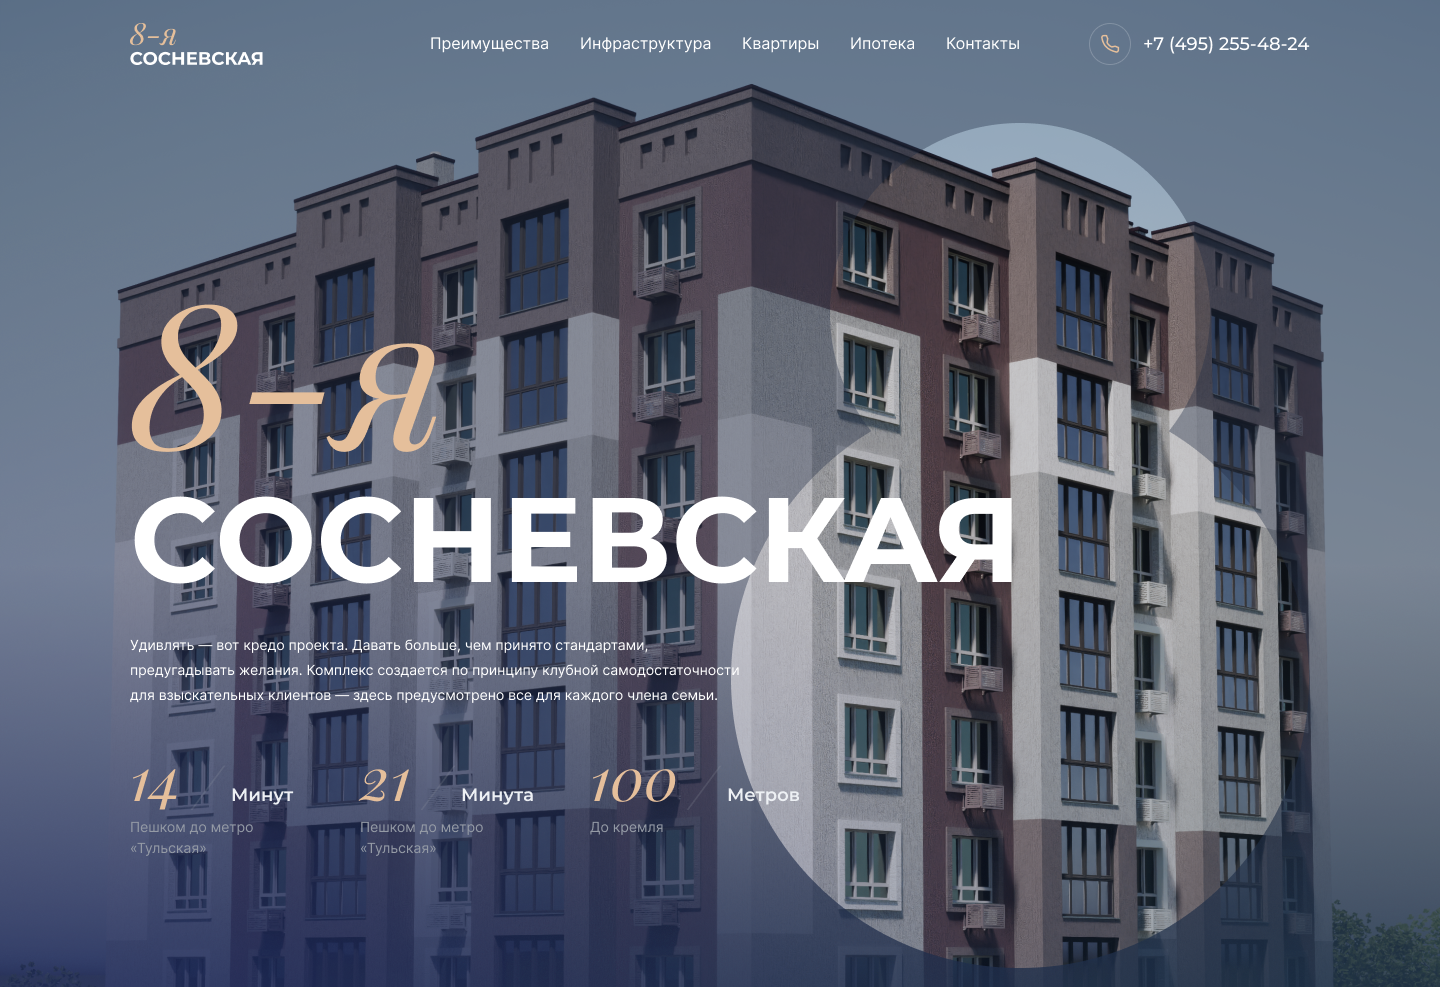 8-я
СОСНЕВСКАЯ
Преимущества Инфраструктура Квартиры Ипотека Контакты
+7 (495) 255-48-24
8-я
СОСНЕВСКАЯ
Удивлять — вот кредо проекта. Давать больше, чем принято стандартами,
предугадывать желания. Комплекс создается по принципу клубной самодостаточности
для взыскательных клиентов — здесь предусмотрено все для каждого члена семьи.
14 / Минут
Пешком до метро
«Тульская»
21 / Минута
Пешком до метро
«Тульская»
100 / Метров
До кремля